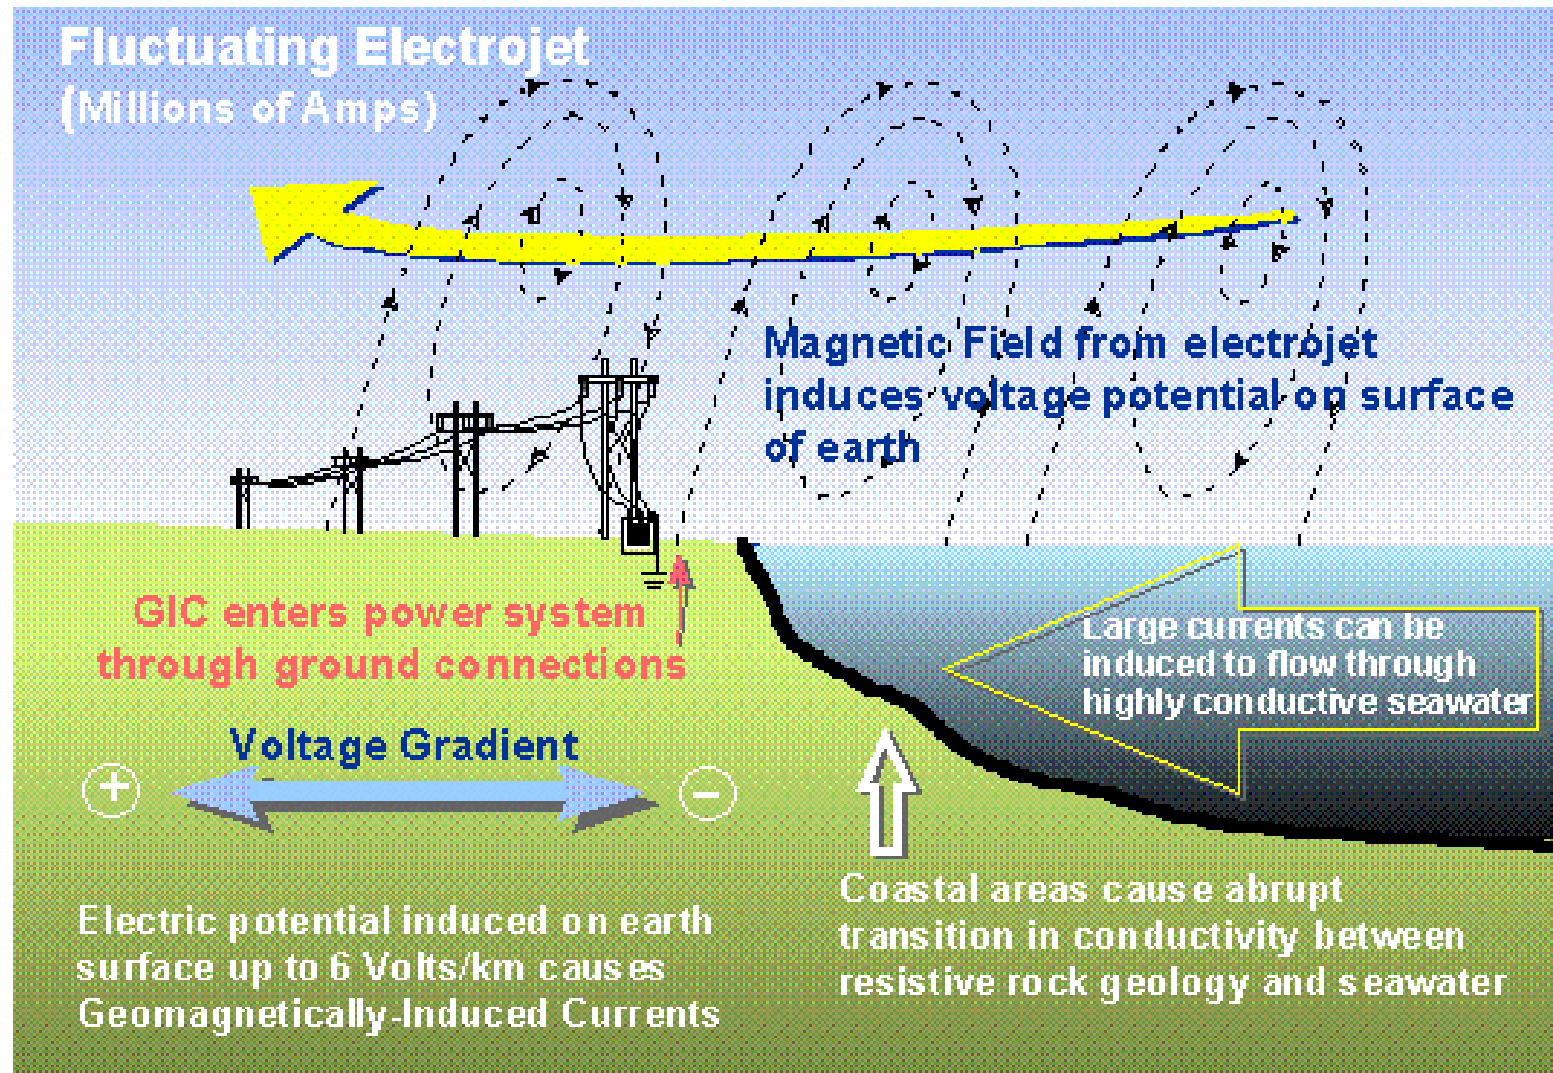 Fluctuating Electrojet
(Millions of Amps)
Magnetic Field from electrojet
induces voltage potential on surface
of earth
GIC enters power system
through ground connections
Large currents can be
induced to flow through
highly conductive seawater
Voltage Gradient
+
−
Coastal areas cause abrupt
transition in conductivity between
resistive rock geology and seawater
Electric potential induced on earth
surface up to 6 Volts/km causes
Geomagnetically-Induced Currents